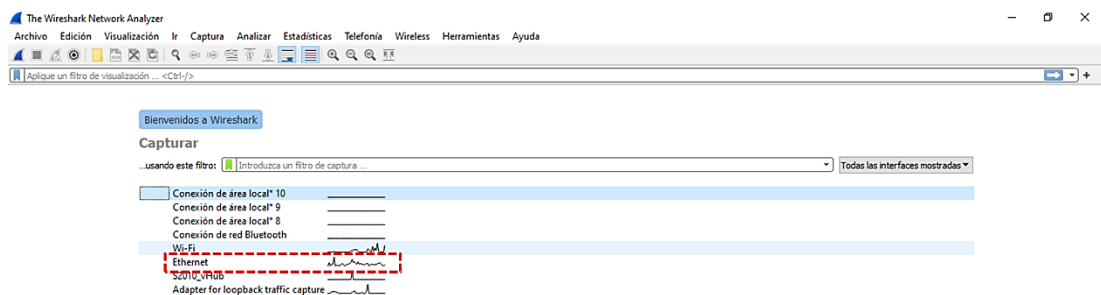 The Wireshark Network Analyzer
Archivo Edición Visualización Ir Captura Analizar Estadísticas Telefonía Wireless Herramientas Ayuda
Aplique un filtro de visualización ... <Ctrl-/>
Bienvenidos a Wireshark
Capturar
...usando este filtro: Introduzca un filtro de captura ... Todas las interfaces mostradas
Conexión de área local* 10
Conexión de área local* 9
Conexión de área local* 8
Conexión de red Bluetooth
Wi-Fi
Ethernet
S2010_vHub
Adapter for loopback traffic capture